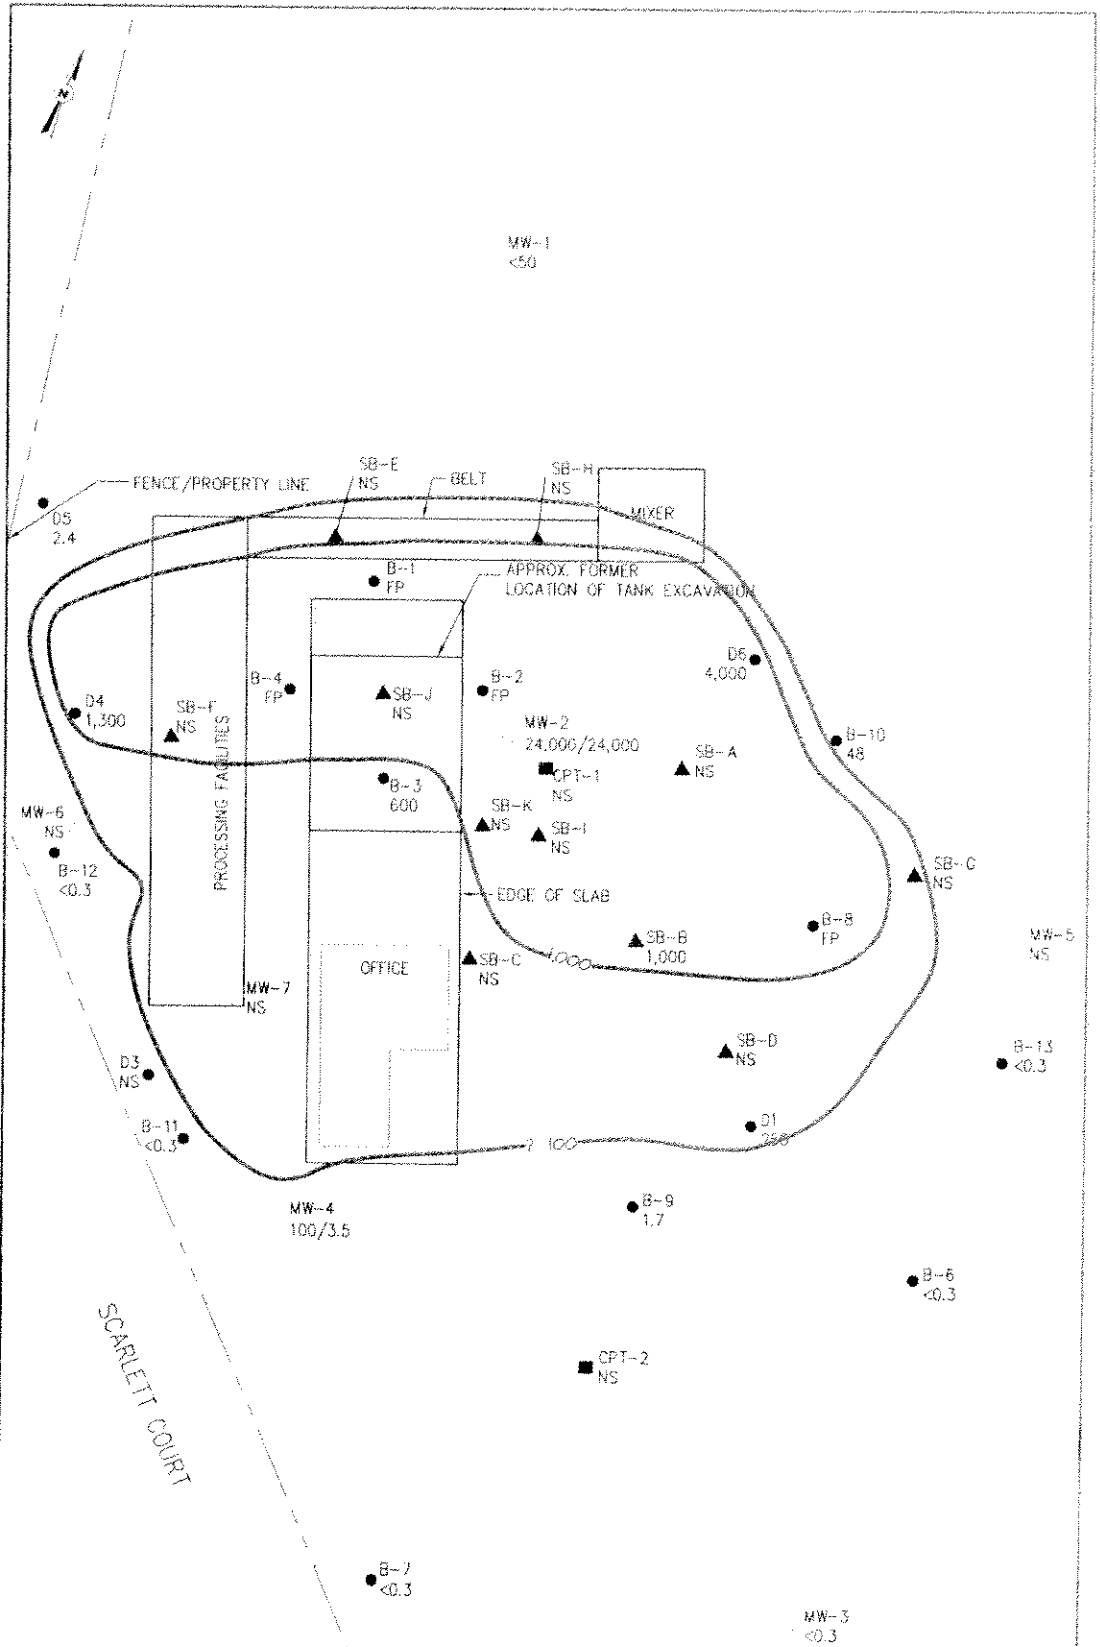 N
MW-1
<50
SB-E
NS
BELT
SB-H
NS
MIXER
FENCE/PROPERTY LINE
D5
2.4
B-1
FP
APPROX. FORMER
LOCATION OF TANK EXCAVATION
D6
4,000
B-4
FP
SB-J
NS
B-2
FP
D4
1,300
SB-F
NS
MW-2
24,000/24,000
B-10
48
SB-A
NS
CPT-1
NS
B-3
600
PROCESSING FACILITIES
SB-K
NS
SB-I
NS
MW-6
NS
B-12
<0.3
SB-G
NS
EDGE OF SLAB
B-8
FP
SB-B
1,000
MW-5
NS
1,000
SB-C
NS
OFFICE
MW-7
NS
SB-D
NS
B-13
<0.3
D3
NS
D1
B-11
<0.3
? 100
MW-4
100/3.5
B-9
1.7
B-6
<0.3
CPT-2
NS
SCARLETT COURT
B-7
<0.3
MW-3
<0.3